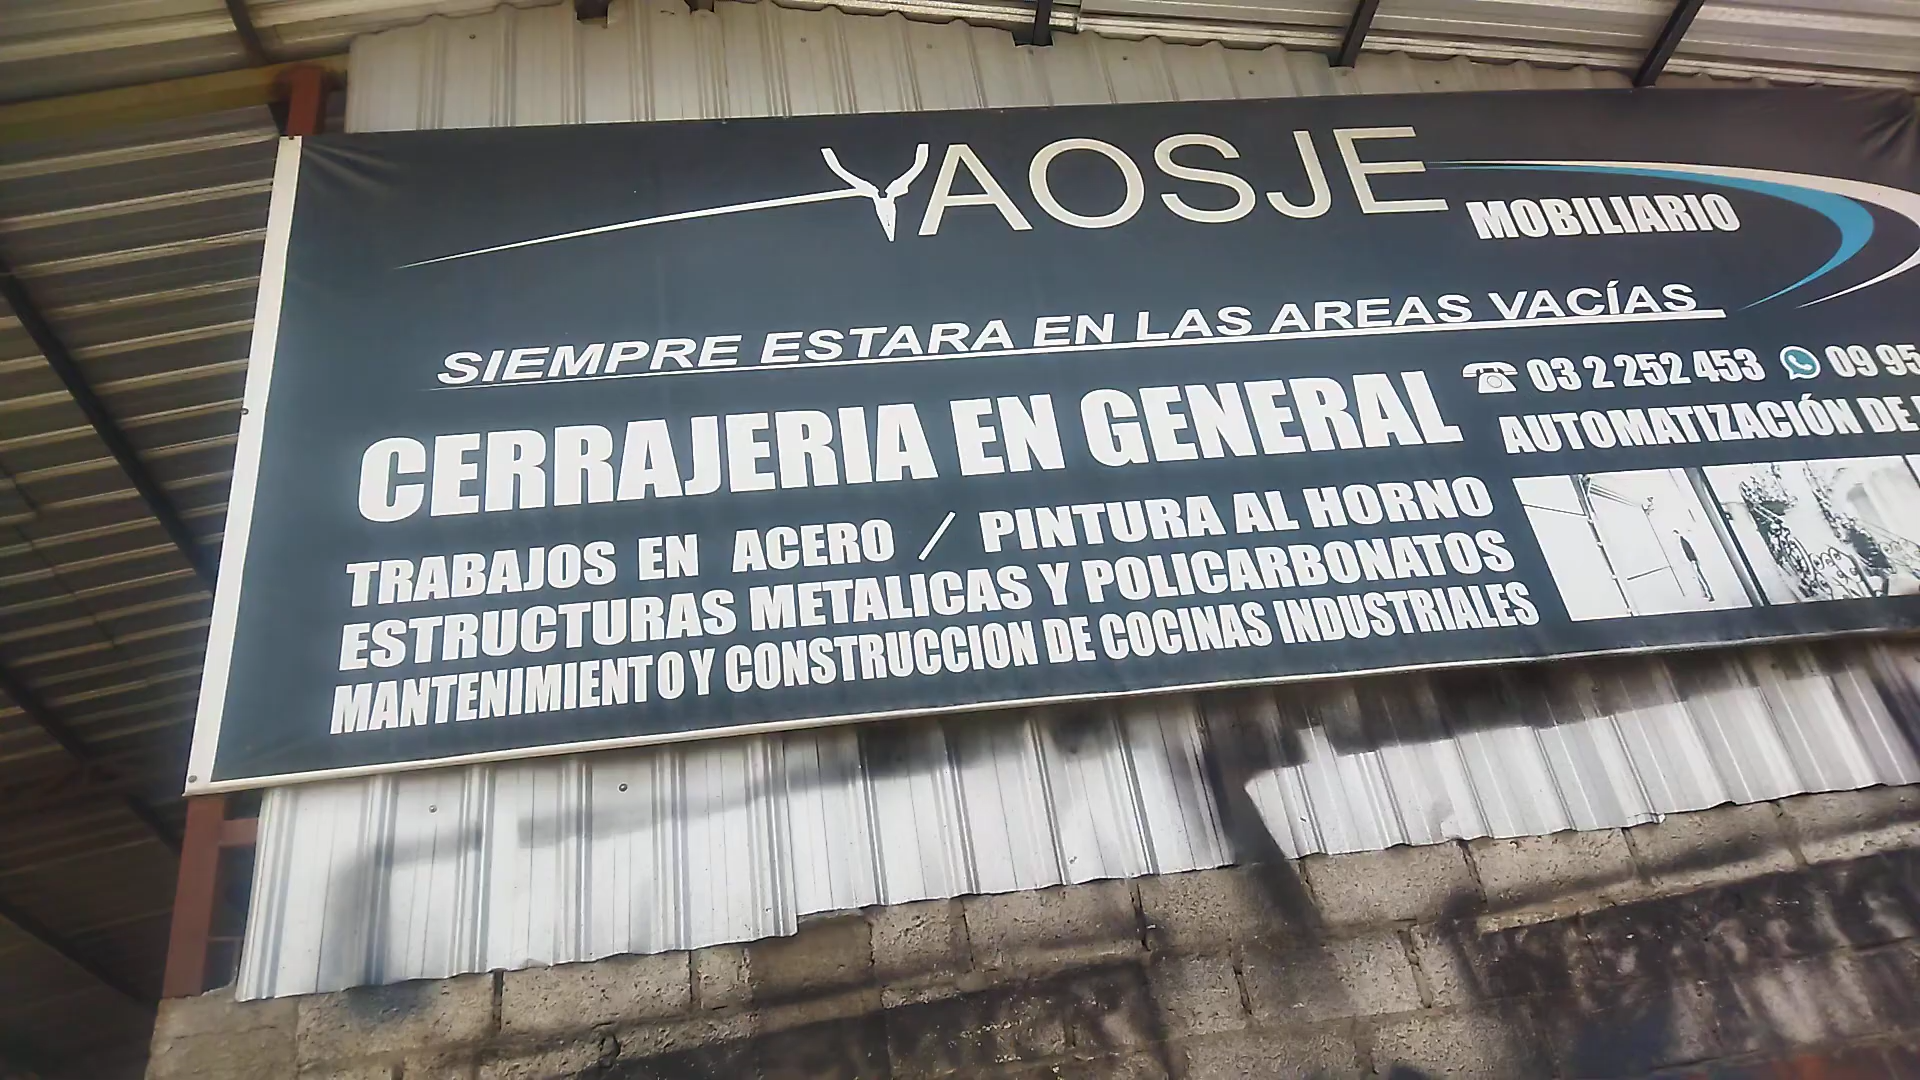 YAOSJE
MOBILIARIO
SIEMPRE ESTARA EN LAS AREAS VACÍAS
03 2 252 453 09 95
CERRAJERIA EN GENERAL
AUTOMATIZACIÓN DE
TRABAJOS EN ACERO / PINTURA AL HORNO
ESTRUCTURAS METALICAS Y POLICARBONATOS
MANTENIMIENTO Y CONSTRUCCION DE COCINAS INDUSTRIALES